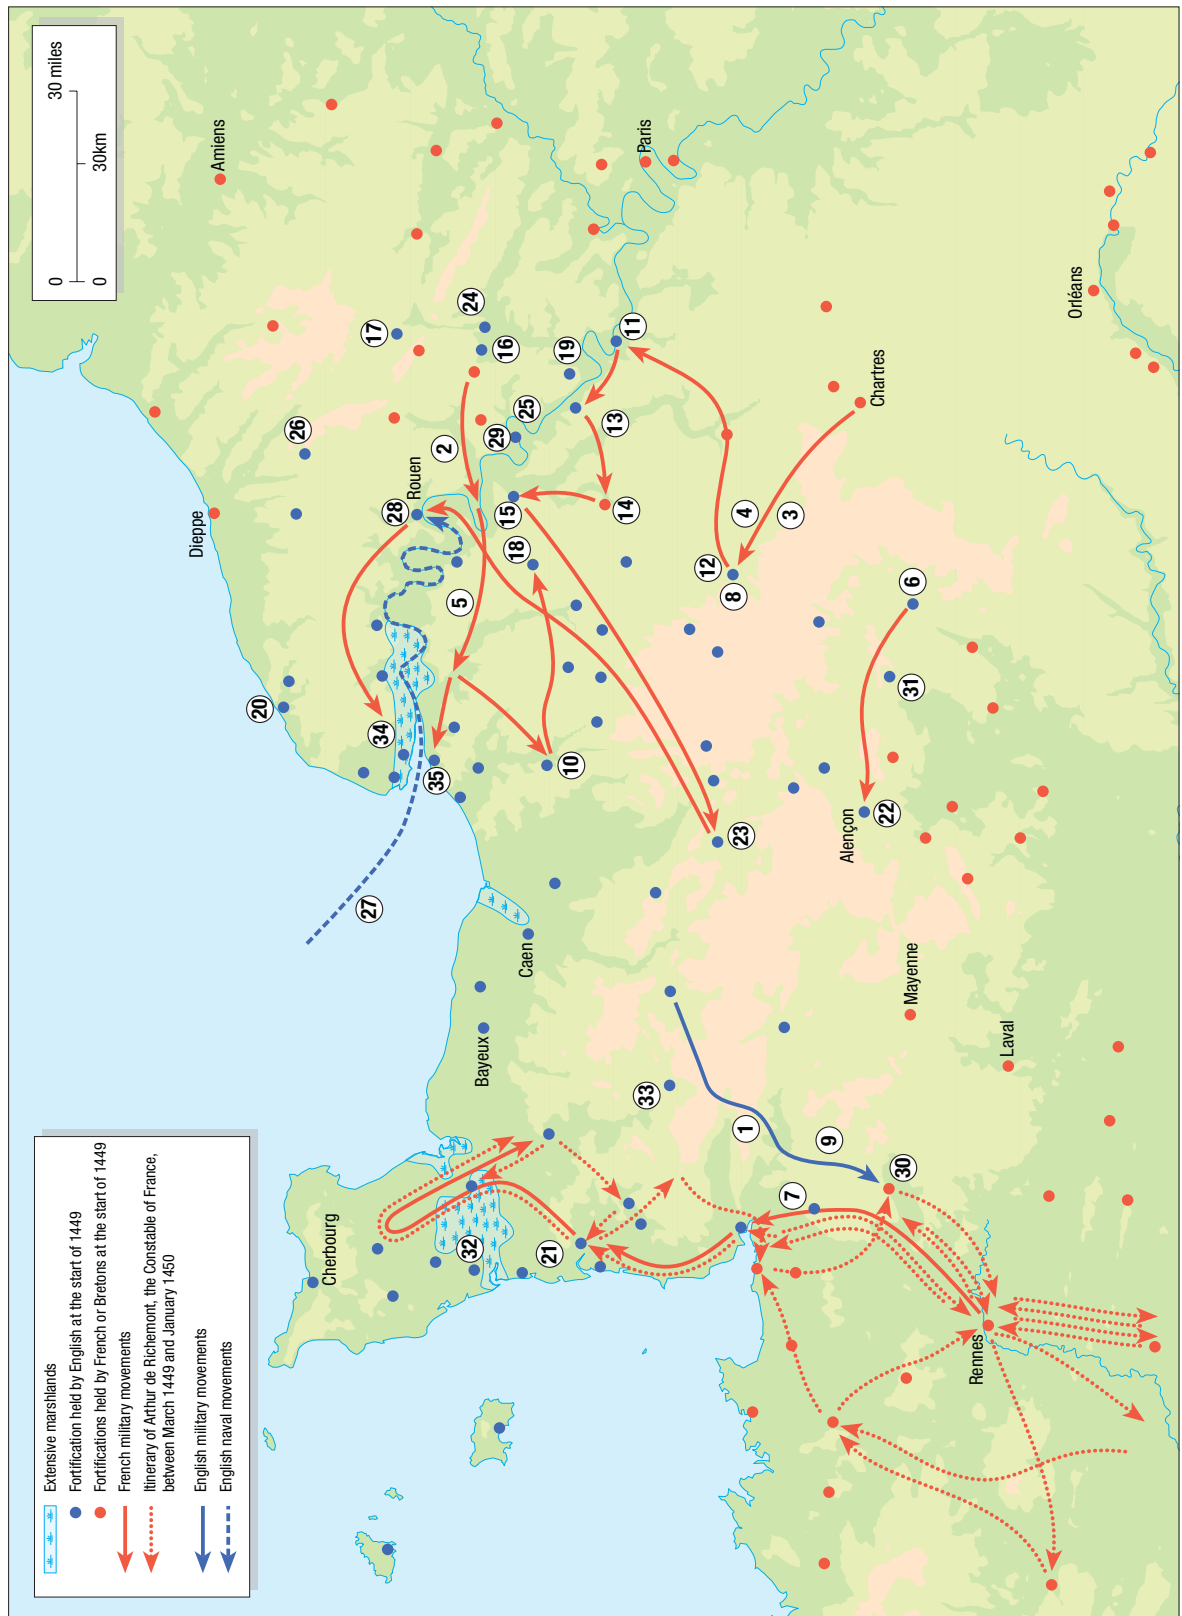 Extensive marshlands
Fortification held by English at the start of 1449
Fortifications held by French or Bretons at the start of 1449
French military movements
Itinerary of Arthur de Richemont, the Constable of France,
between March 1449 and January 1450
English military movements
English naval movements
0
30 miles
0
30km
Cherbourg
Bayeux
Caen
Dieppe
Rouen
Amiens
Paris
Chartres
Orléans
Alençon
Mayenne
Laval
Rennes
1
2
3
4
5
6
7
8
9
10
11
12
13
14
15
16
17
18
19
20
21
22
23
24
25
26
27
28
29
30
31
32
33
34
35